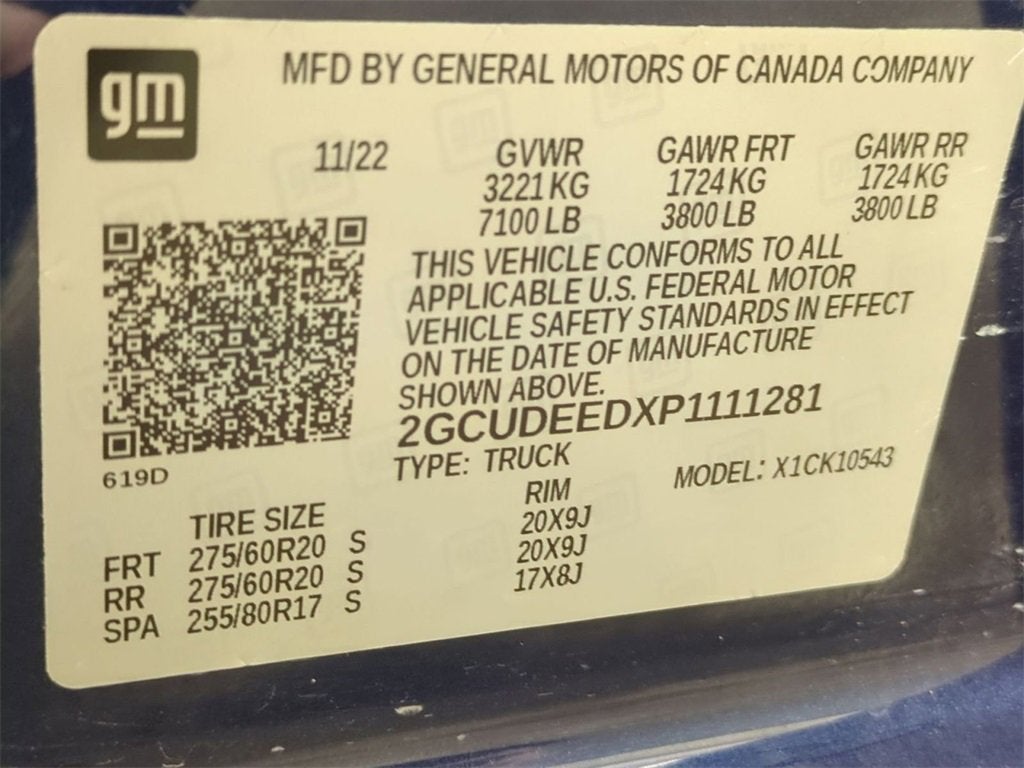 gm
MFD BY GENERAL MOTORS OF CANADA COMPANY
11/22 GVWR GAWR FRT GAWR RR
3221 KG 1724 KG 1724 KG
7100 LB 3800 LB 3800 LB
THIS VEHICLE CONFORMS TO ALL
APPLICABLE U.S. FEDERAL MOTOR
VEHICLE SAFETY STANDARDS IN EFFECT
ON THE DATE OF MANUFACTURE
SHOWN ABOVE.
2GCUDEEDXP1111281
TYPE: TRUCK MODEL: X1CK10543
619D
TIRE SIZE RIM
FRT 275/60R20 S 20X9J
RR 275/60R20 S 20X9J
SPA 255/80R17 S 17X8J